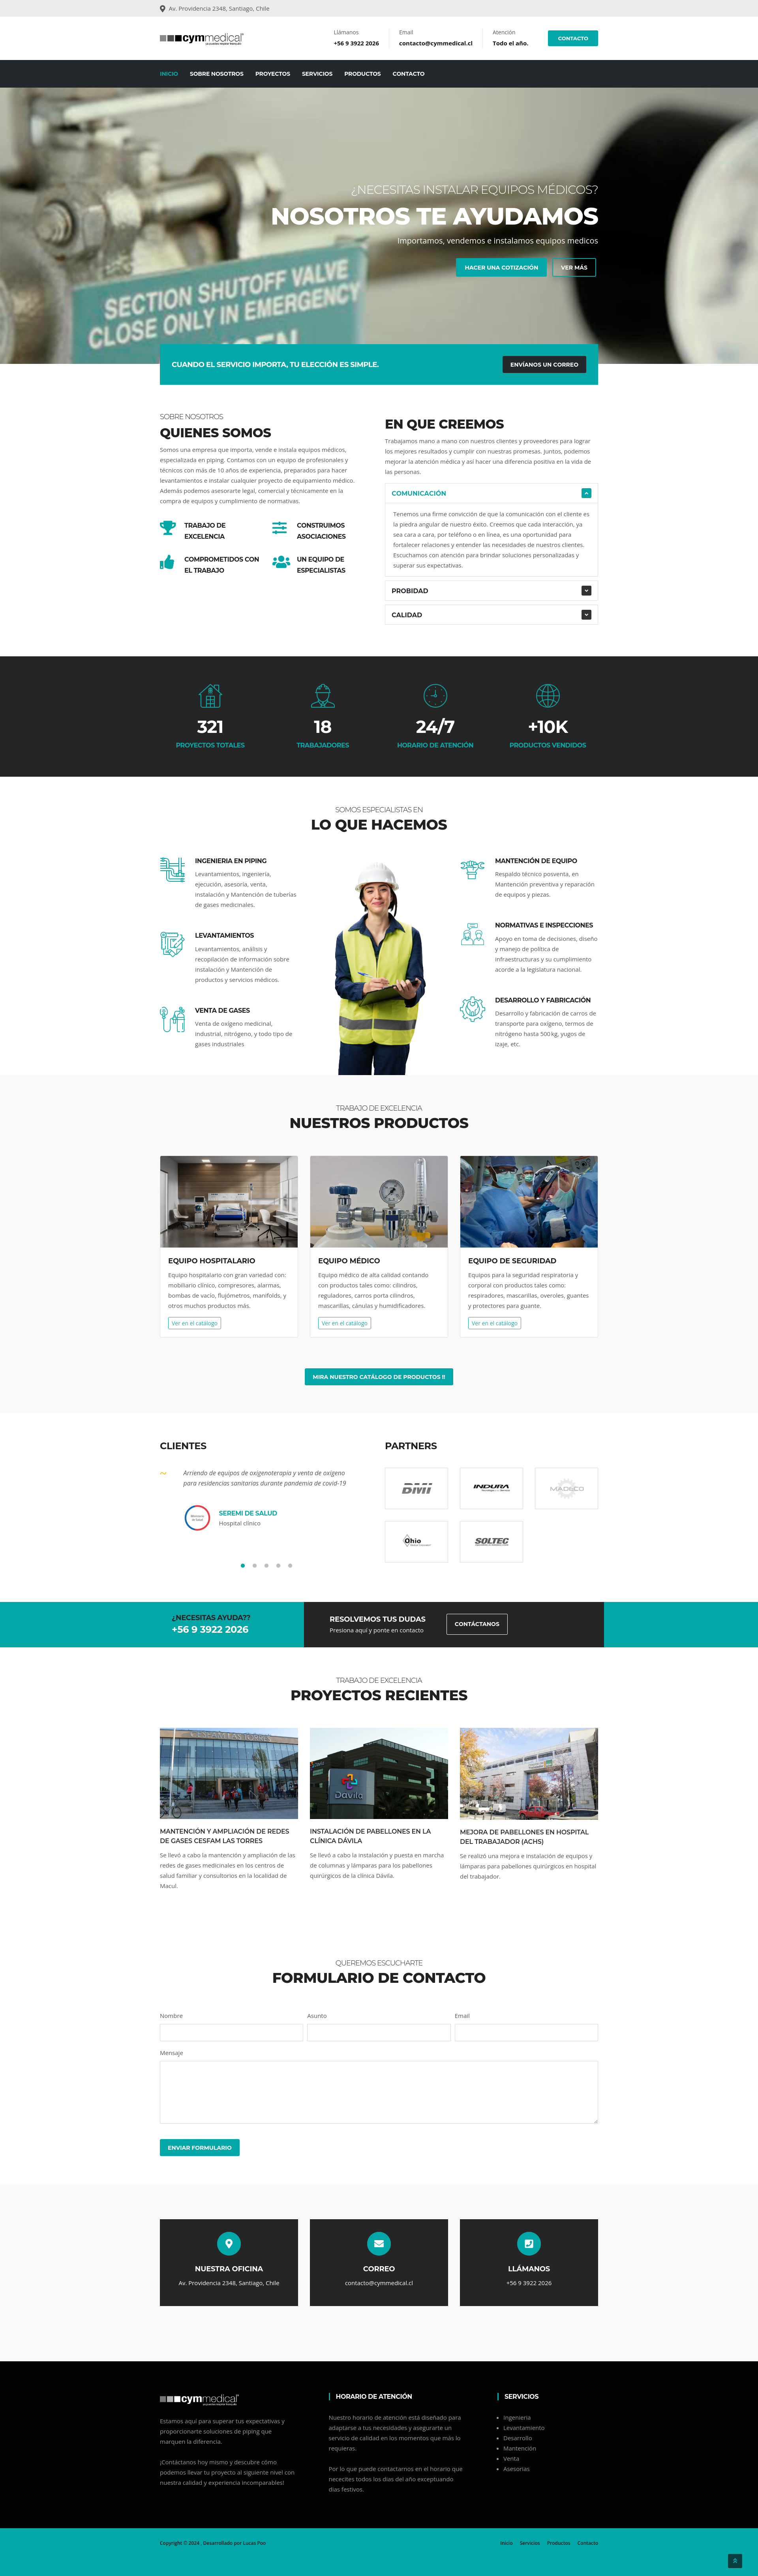 Av. Providencia 2348, Santiago, Chile
cymmedical
Llámanos
+56 9 3922 2026
Email
contacto@cymmedical.cl
Atención
Todo el año.
CONTACTO
INICIO
SOBRE NOSOTROS
PROYECTOS
SERVICIOS
PRODUCTOS
CONTACTO
SECTION SHUTOFF
CLOSE ONLY IN EMERGENCY
¿NECESITAS INSTALAR EQUIPOS MÉDICOS?
NOSOTROS TE AYUDAMOS
Importamos, vendemos e instalamos equipos medicos
HACER UNA COTIZACIÓN
VER MÁS
CUANDO EL SERVICIO IMPORTA, TU ELECCIÓN ES SIMPLE.
ENVÍANOS UN CORREO
SOBRE NOSOTROS
QUIENES SOMOS
Somos una empresa que importa, vende e instala equipos médicos,
especializada en piping. Contamos con un equipo de profesionales y
técnicos con más de 10 años de experiencia, preparados para hacer
levantamientos e instalar cualquier proyecto de equipamiento médico.
Además podemos asesorarte legal, comercial y técnicamente en la
compra de equipos y cumplimiento de normativas.
TRABAJO DE
EXCELENCIA
CONSTRUIMOS
ASOCIACIONES
COMPROMETIDOS CON
EL TRABAJO
UN EQUIPO DE
ESPECIALISTAS
EN QUE CREEMOS
Trabajamos mano a mano con nuestros clientes y proveedores para lograr
los mejores resultados y cumplir con nuestras promesas. Juntos, podemos
mejorar la atención médica y así hacer una diferencia positiva en la vida de
las personas.
COMUNICACIÓN
Tenemos una firme convicción de que la comunicación con el cliente es
la piedra angular de nuestro éxito. Creemos que cada interacción, ya
sea cara a cara, por teléfono o en línea, es una oportunidad para
fortalecer relaciones y entender las necesidades de nuestros clientes.
Escuchamos con atención para brindar soluciones personalizadas y
superar sus expectativas.
PROBIDAD
CALIDAD
321
PROYECTOS TOTALES
18
TRABAJADORES
24/7
HORARIO DE ATENCIÓN
+10K
PRODUCTOS VENDIDOS
SOMOS ESPECIALISTAS EN
LO QUE HACEMOS
INGENIERIA EN PIPING
Levantamientos, ingeniería,
ejecución, asesoría, venta,
instalación y Mantención de tuberías
de gases medicinales.
LEVANTAMIENTOS
Levantamientos, análisis y
recopilación de información sobre
instalación y Mantención de
productos y servicios médicos.
VENTA DE GASES
Venta de oxígeno medicinal,
industrial, nitrógeno, y todo tipo de
gases industriales
MANTENCIÓN DE EQUIPO
Respaldo técnico posventa, en
Mantención preventiva y reparación
de equipos y piezas.
NORMATIVAS E INSPECCIONES
Apoyo en toma de decisiones, diseño
y manejo de política de
infraestructuras y su cumplimiento
acorde a la legislatura nacional.
DESARROLLO Y FABRICACIÓN
Desarrollo y fabricación de carros de
transporte para oxígeno, termos de
nitrógeno hasta 500kg, yugos de
izaje, etc.
TRABAJO DE EXCELENCIA
NUESTROS PRODUCTOS
EQUIPO HOSPITALARIO
Equipo hospitalario con gran variedad con:
mobiliario clínico, compresores, alarmas,
bombas de vacío, flujómetros, manifolds, y
otros muchos productos más.
Ver en el catálogo
EQUIPO MÉDICO
Equipo médico de alta calidad contando
con productos tales como: cilindros,
reguladores, carros porta cilindros,
mascarillas, cánulas y humidificadores.
Ver en el catálogo
EQUIPO DE SEGURIDAD
Equipos para la seguridad respiratoria y
corporal con productos tales como:
respiradores, mascarillas, overoles, guantes
y protectores para guante.
Ver en el catálogo
MIRA NUESTRO CATÁLOGO DE PRODUCTOS !!
CLIENTES
Arriendo de equipos de oxigenoterapia y venta de oxígeno
para residencias sanitarias durante pandemia de covid-19
SEREMI DE SALUD
Hospital clínico
PARTNERS
BMI
INDURA
MADECO
Ohio
SOLTEC
¿NECESITAS AYUDA??
+56 9 3922 2026
RESOLVEMOS TUS DUDAS
Presiona aquí y ponte en contacto
CONTÁCTANOS
TRABAJO DE EXCELENCIA
PROYECTOS RECIENTES
Dávila
MANTENCIÓN Y AMPLIACIÓN DE REDES
DE GASES CESFAM LAS TORRES
Se llevó a cabo la mantención y ampliación de las
redes de gases medicinales en los centros de
salud familiar y consultorios en la localidad de
Macul.
INSTALACIÓN DE PABELLONES EN LA
CLÍNICA DÁVILA
Se llevó a cabo la instalación y puesta en marcha
de columnas y lámparas para los pabellones
quirúrgicos de la clínica Dávila.
MEJORA DE PABELLONES EN HOSPITAL
DEL TRABAJADOR (ACHS)
Se realizó una mejora e instalación de equipos y
lámparas para pabellones quirúrgicos en hospital
del trabajador.
QUEREMOS ESCUCHARTE
FORMULARIO DE CONTACTO
Nombre
Asunto
Email
Mensaje
ENVIAR FORMULARIO
NUESTRA OFICINA
Av. Providencia 2348, Santiago, Chile
CORREO
contacto@cymmedical.cl
LLÁMANOS
+56 9 3922 2026
cymmedical
Estamos aquí para superar tus expectativas y
proporcionarte soluciones de piping que
marquen la diferencia.
¡Contáctanos hoy mismo y descubre cómo
podemos llevar tu proyecto al siguiente nivel con
nuestra calidad y experiencia incomparables!
HORARIO DE ATENCIÓN
Nuestro horario de atención está diseñado para
adaptarse a tus necesidades y asegurarte un
servicio de calidad en los momentos que más lo
requieras.
Por lo que puede contactarnos en el horario que
nececites todos los dias del año exceptuando
dias festivos.
SERVICIOS
Ingenieria
Levantamiento
Desarrollo
Mantención
Venta
Asesorías
Copyright © 2024 , Desarrollado por Lucas Poo
Inicio
Servicios
Productos
Contacto